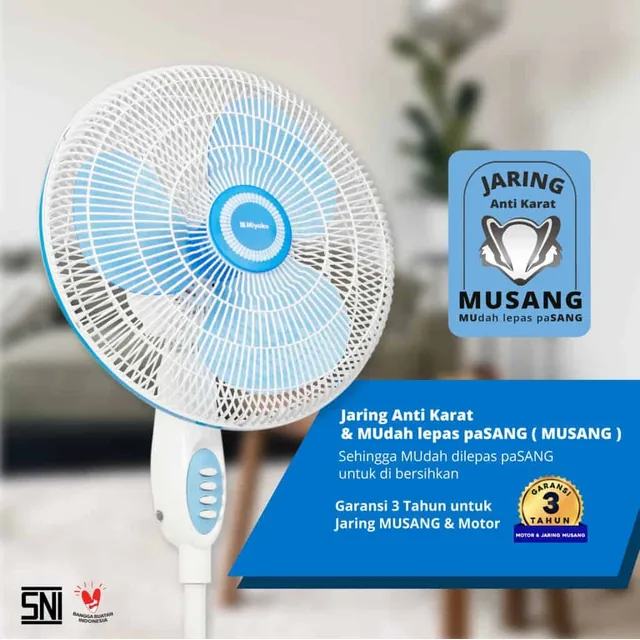 Miyako
JARING
Anti Karat
MUSANG
MUdah lepas paSANG
Jaring Anti Karat
& MUdah lepas paSANG ( MUSANG )
Sehingga MUdah dilepas paSANG
untuk di bersihkan
Garansi 3 Tahun untuk
Jaring MUSANG & Motor
GARANSI
3
TAHUN
MOTOR & JARING MUSANG
SNI
BANGGA BUATAN
INDONESIA